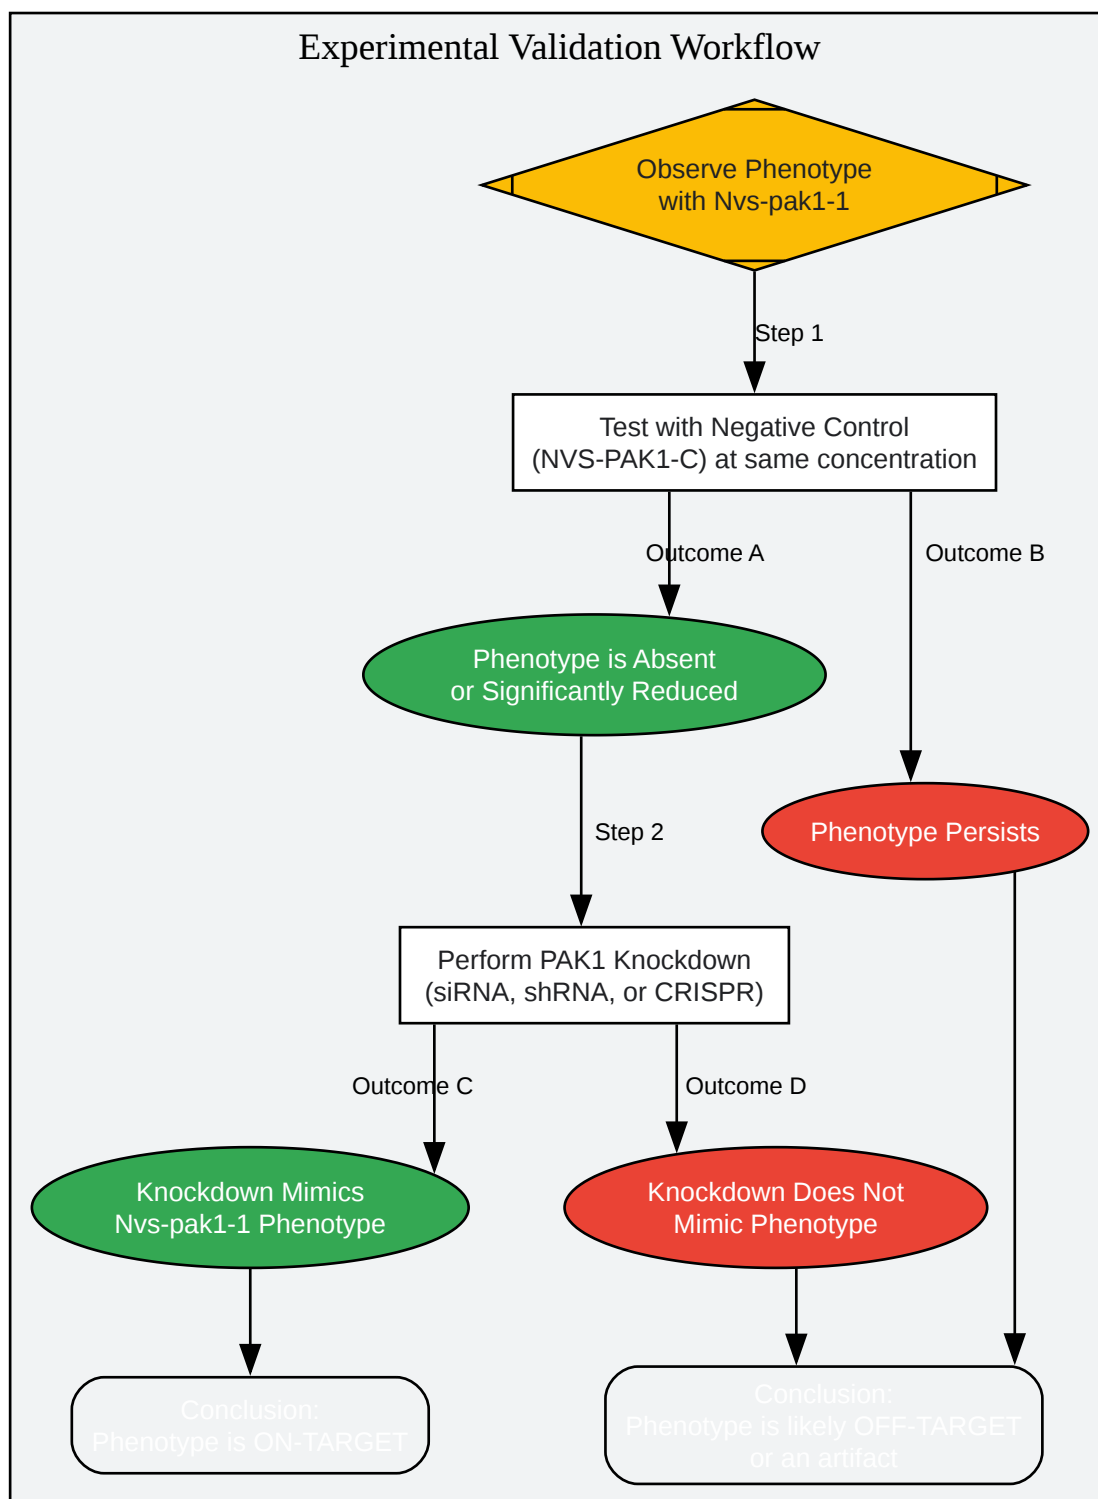 Experimental Validation Workflow
Observe Phenotype
with Nvs-pak1-1
Step 1
Test with Negative Control
(NVS-PAK1-C) at same concentration
Outcome A
Outcome B
Phenotype is Absent
or Significantly Reduced
Step 2
Phenotype Persists
Perform PAK1 Knockdown
(siRNA, shRNA, or CRISPR)
Outcome C
Outcome D
Knockdown Mimics
Nvs-pak1-1 Phenotype
Knockdown Does Not
Mimic Phenotype
Conclusion:
Phenotype is ON-TARGET
Conclusion:
Phenotype is likely OFF-TARGET
or an artifact